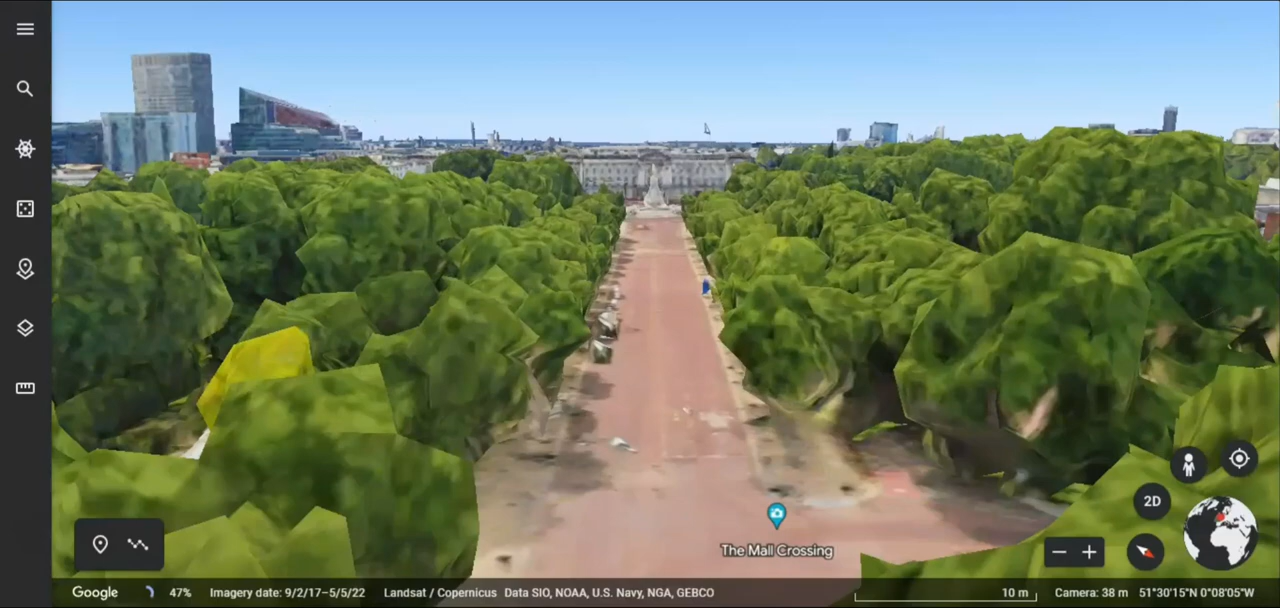 The Mall Crossing
2D
Google 47% Imagery date: 9/2/17–5/5/22 Landsat / Copernicus Data SIO, NOAA, U.S. Navy, NGA, GEBCO 10 m Camera: 38 m 51°30'15"N 0°08'05"W